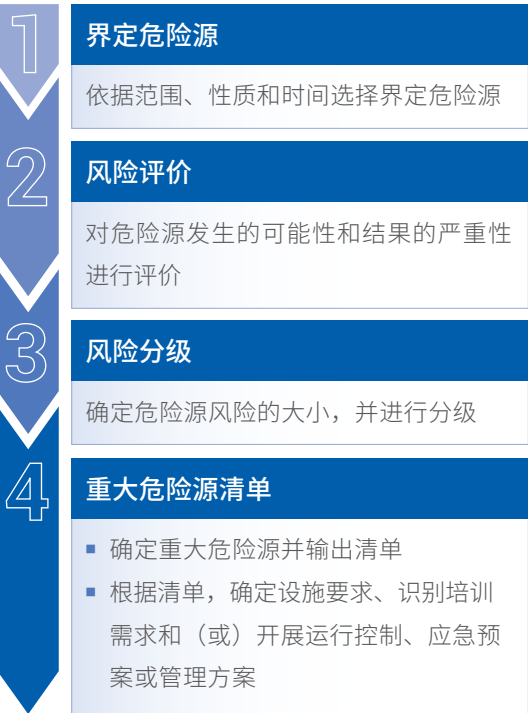 1
界定危险源
依据范围、性质和时间选择界定危险源
2
风险评价
对危险源发生的可能性和结果的严重性
进行评价
3
风险分级
确定危险源风险的大小，并进行分级
4
重大危险源清单
▪ 确定重大危险源并输出清单
▪ 根据清单，确定设施要求、识别培训
需求和（或）开展运行控制、应急预
案或管理方案